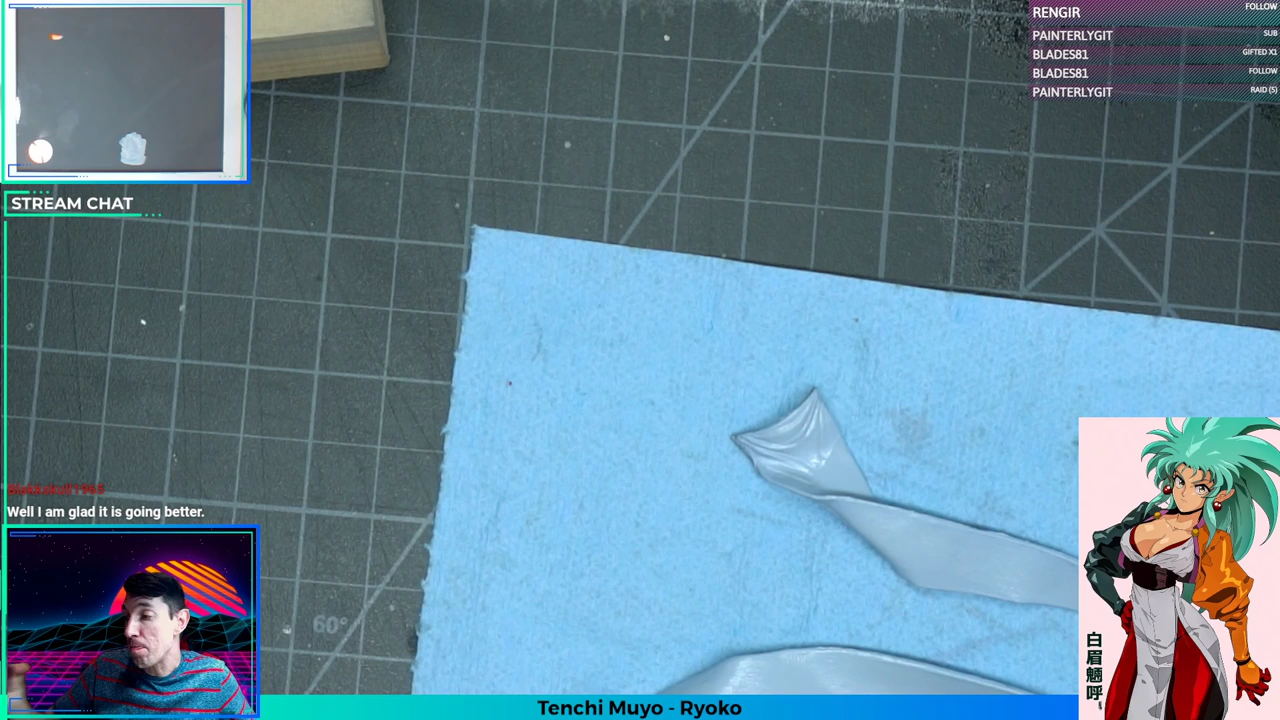 RENGIR FOLLOW
PAINTERLYGIT SUB
BLADES81 GIFTED X1
BLADES81 FOLLOW
PAINTERLYGIT RAID (5)
STREAM CHAT
Well I am glad it is going better.
60°
白眉魎呼
Tenchi Muyo - Ryoko